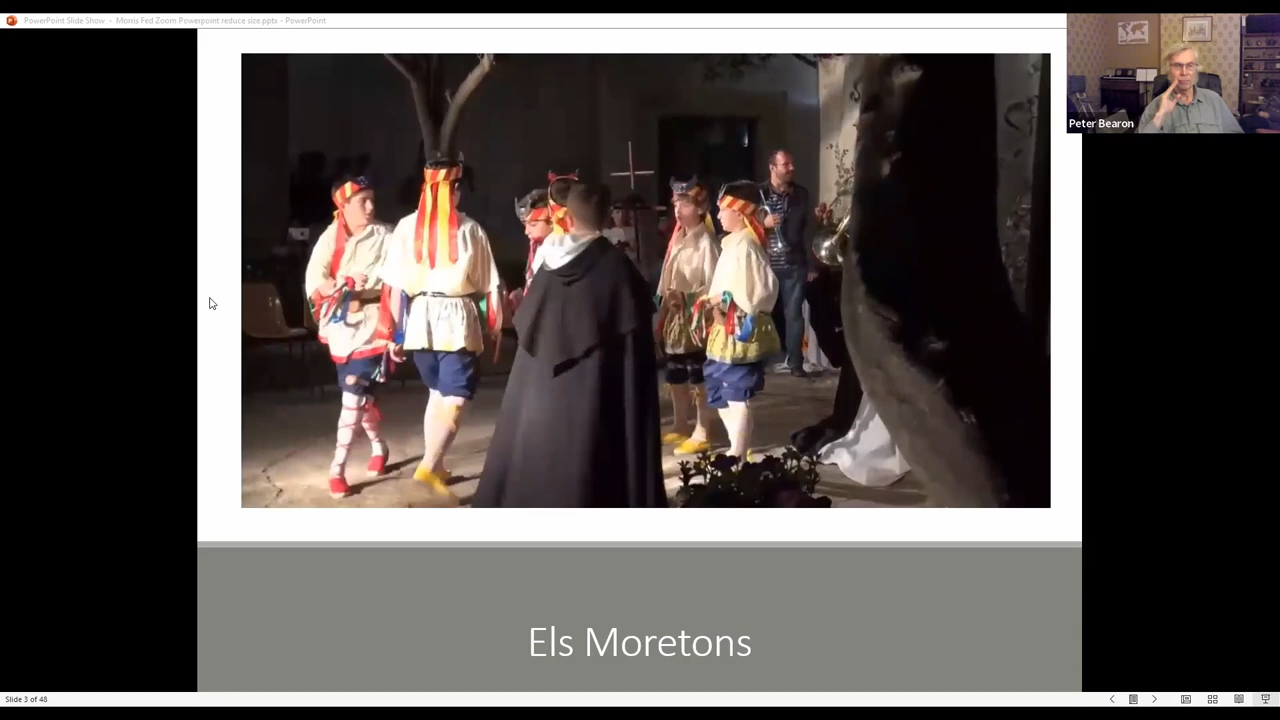 PowerPoint Slide Show - Morris Fed Zoom Powerpoint reduce size.pptx - PowerPoint
Peter Bearon
Els Moretons
Slide 3 of 48